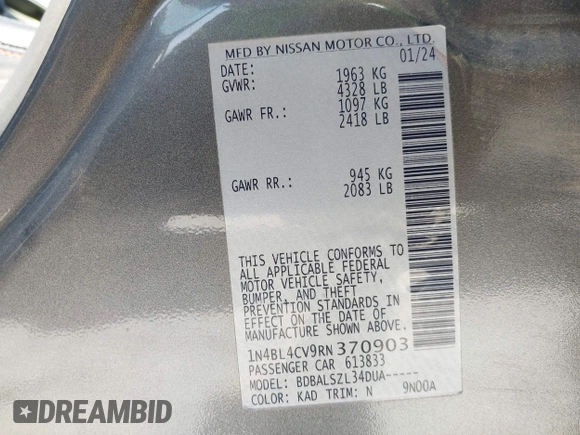 MFD BY NISSAN MOTOR CO., LTD.
DATE: 01/24
GVWR: 1963 KG
4328 LB
GAWR FR.: 1097 KG
2418 LB
GAWR RR.: 945 KG
2083 LB
THIS VEHICLE CONFORMS TO
ALL APPLICABLE FEDERAL
MOTOR VEHICLE SAFETY,
BUMPER, AND THEFT
PREVENTION STANDARDS IN
EFFECT ON THE DATE OF
MANUFACTURE SHOWN ABOVE.
1N4BL4CV9RN370903
PASSENGER CAR 613833
MODEL: BDBALSZL34DUA-----
COLOR: KAD TRIM: N 9N00A
AUTOBIDCAR